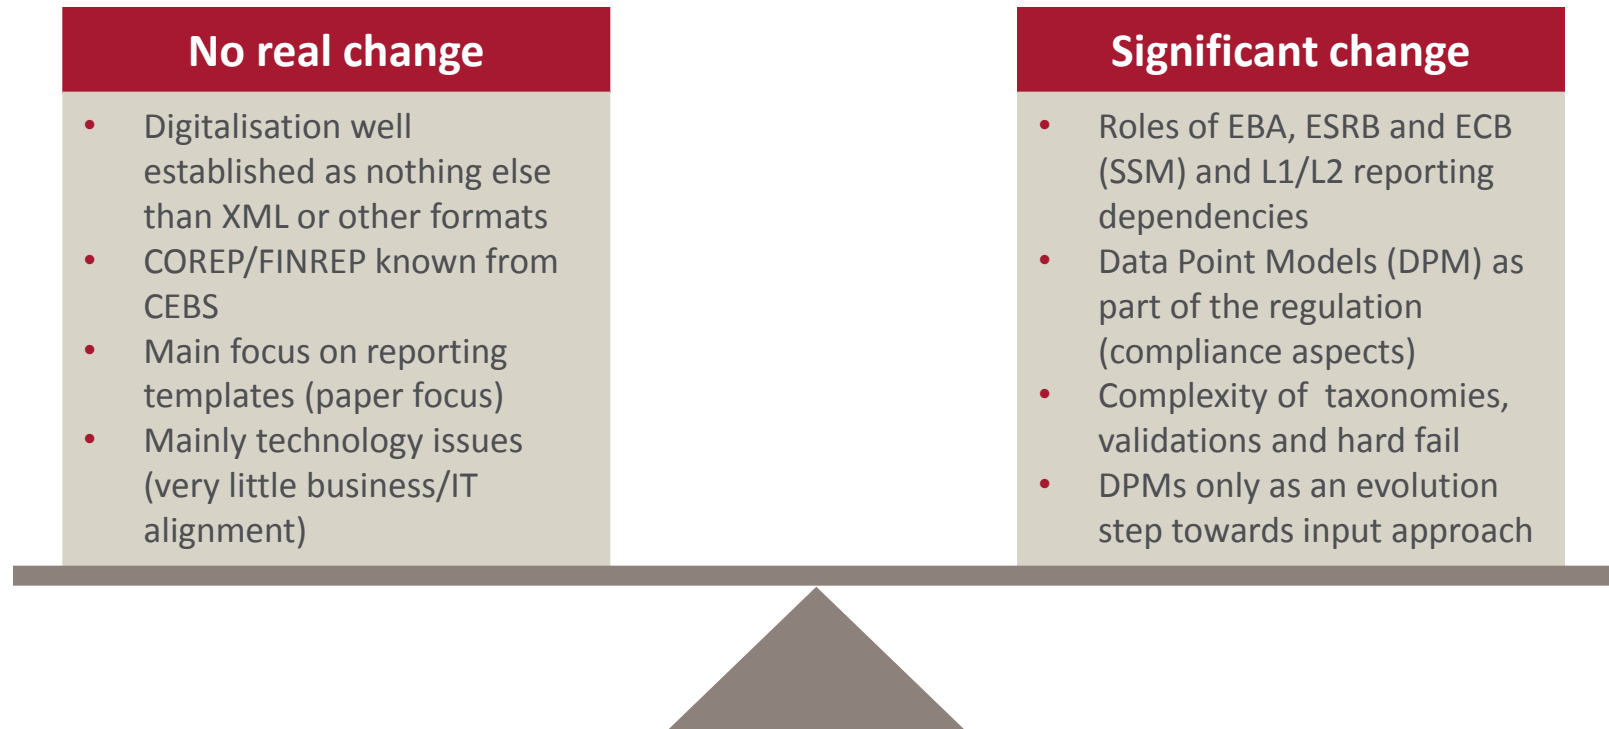 No real change
• Digitalisation well
established as nothing else
than XML or other formats
• COREP/FINREP known from
CEBS
• Main focus on reporting
templates (paper focus)
• Mainly technology issues
(very little business/IT
alignment)
Significant change
• Roles of EBA, ESRB and ECB
(SSM) and L1/L2 reporting
dependencies
• Data Point Models (DPM) as
part of the regulation
(compliance aspects)
• Complexity of  taxonomies,
validations and hard fail
• DPMs only as an evolution
step towards input approach